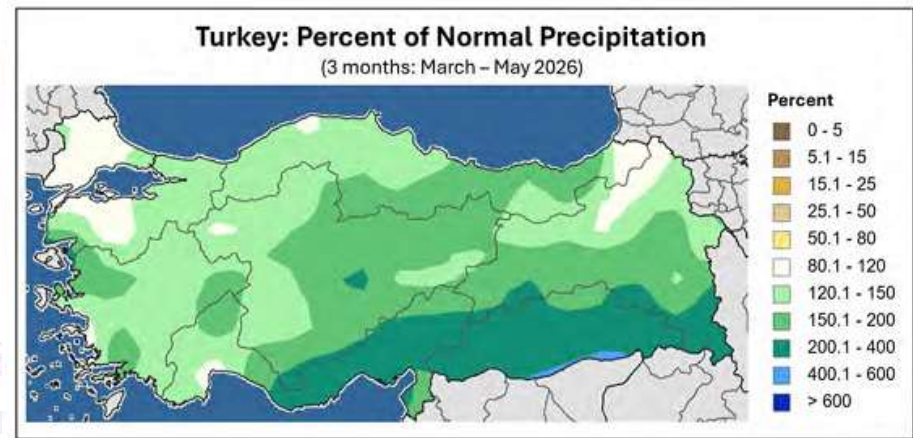 Turkey: Percent of Normal Precipitation
(3 months: March – May 2026)
Percent
0 - 5
5.1 - 15
15.1 - 25
25.1 - 50
50.1 - 80
80.1 - 120
120.1 - 150
150.1 - 200
200.1 - 400
400.1 - 600
> 600